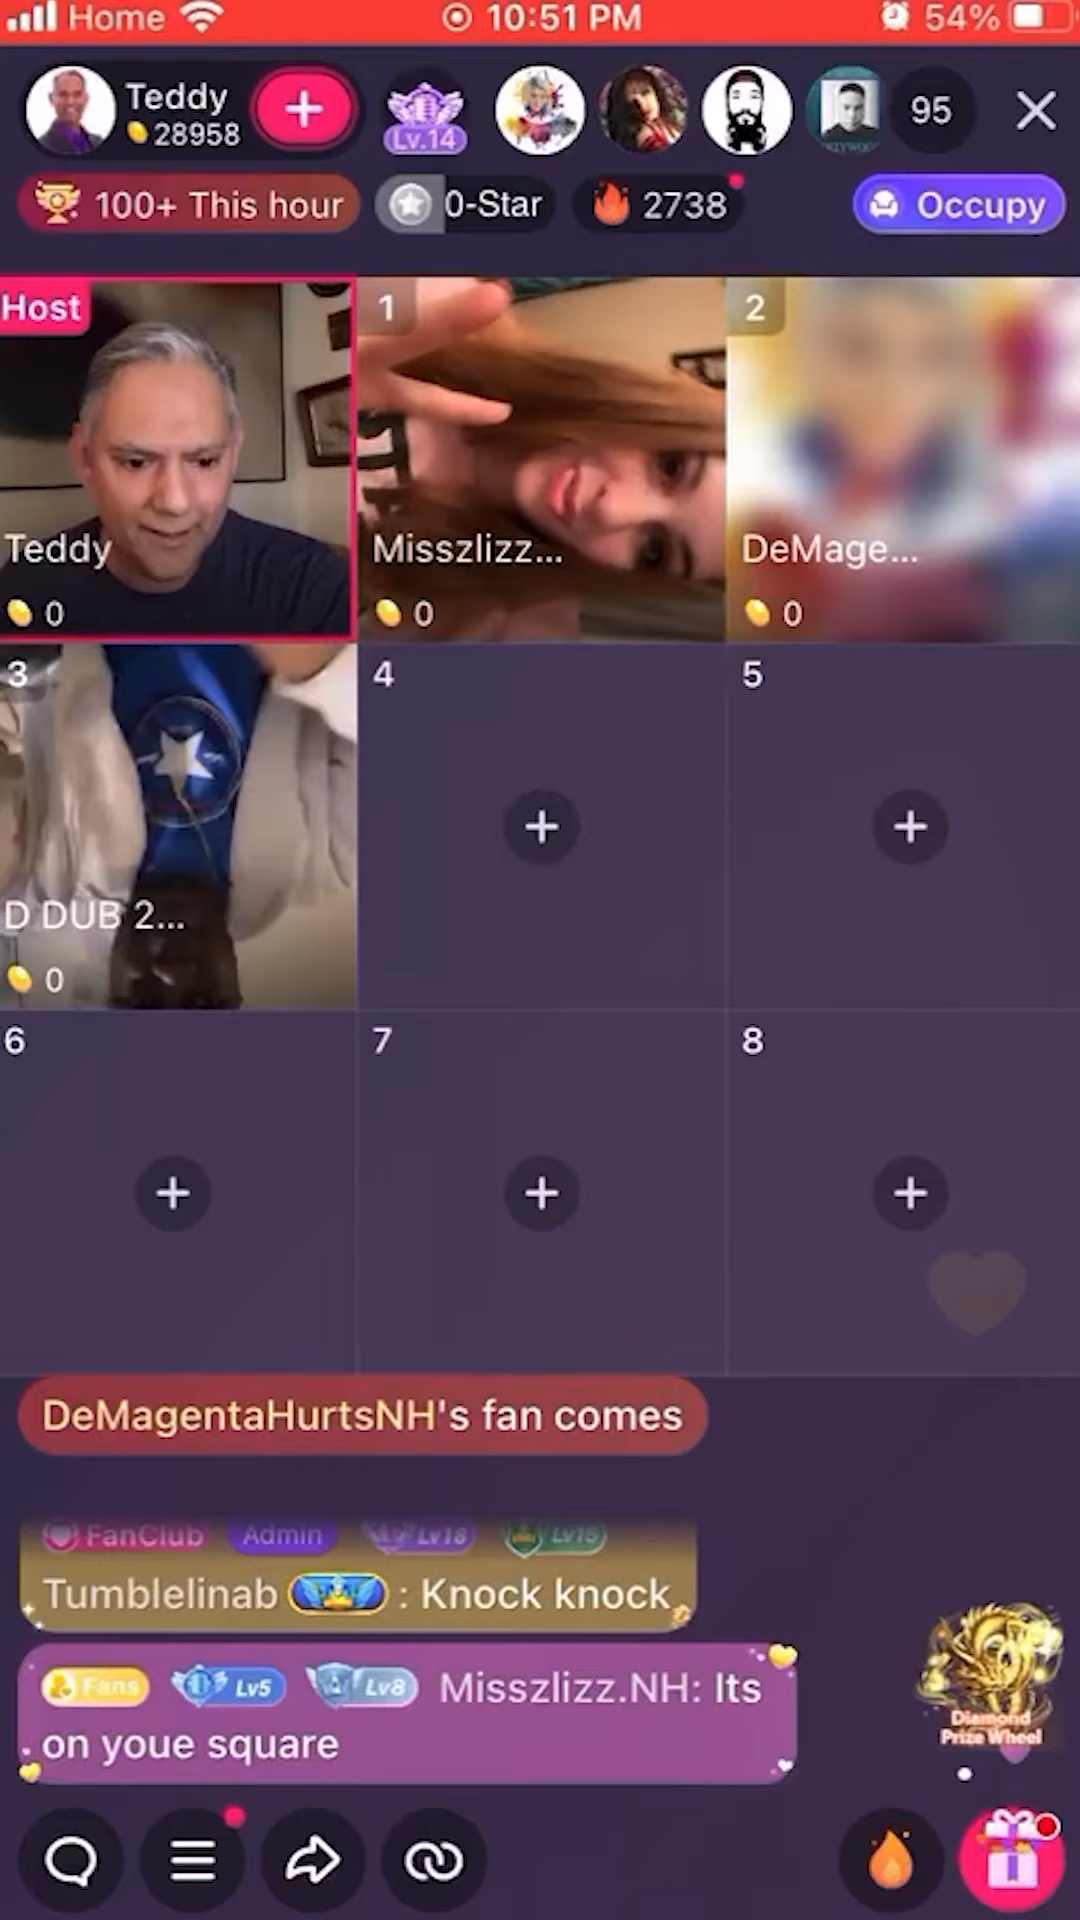 Home 10:51 PM 54%
Teddy
28958
Lv.14
95
100+ This hour
0-Star
2738
Occupy
Host
1
2
Teddy
Misszlizz...
DeMage...
0
0
0
3
4
5
D DUB 2...
0
6
7
8
DeMagentaHurtsNH's fan comes
FanClub Admin Lv18 Lv15
Tumblelinab : Knock knock
Fans Lv5 Lv8 Misszlizz.NH: Its
on youe square
Diamond
Prize Wheel